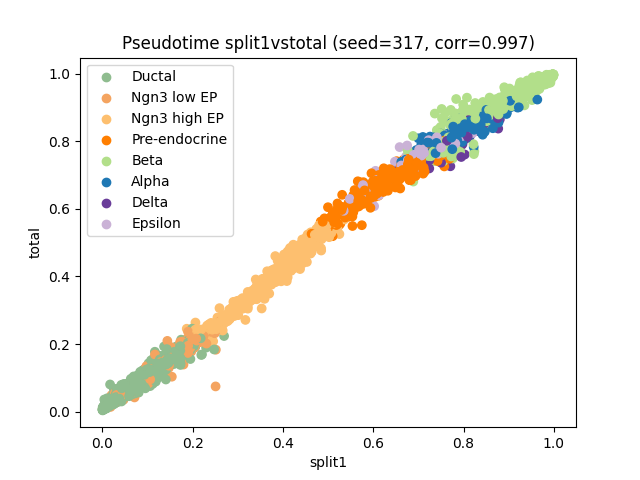 Pseudotime split1vstotal (seed=317, corr=0.997)
Ductal
Ngn3 low EP
Ngn3 high EP
Pre-endocrine
Beta
Alpha
Delta
Epsilon
total
1.0
0.8
0.6
0.4
0.2
0.0
0.0 0.2 0.4 0.6 0.8 1.0
split1